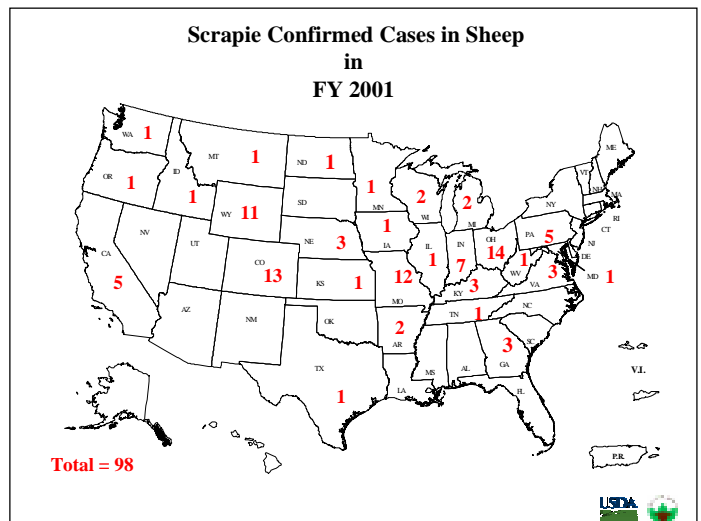 Scrapie Confirmed Cases in Sheep
in
FY 2001
WA 1
MT 1
ND 1
OR 1
ID 1
MN 1
WI 2
MI 2
ME
VT
NH
MA
NY
RI
CT
WY 11
SD
IA 1
PA 5
NJ
DE
MD 1
NV
UT
CO 13
NE 3
IL 1
IN 7
OH 14
WV 1
VA 3
CA 5
KS 1
MO 12
KY 3
AZ
NM
OK
AR 2
TN 1
NC
SC
TX 1
LA
MS
AL
GA 3
FL
V.I.
P.R.
Total = 98
USDA